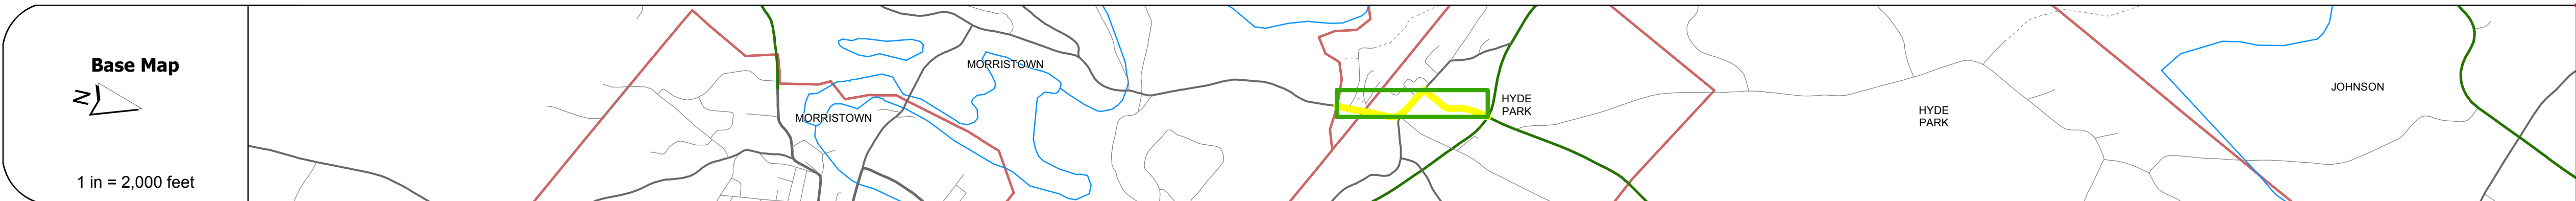 Base Map
N
1 in = 2,000 feet
MORRISTOWN
MORRISTOWN
HYDE
PARK
HYDE
PARK
JOHNSON